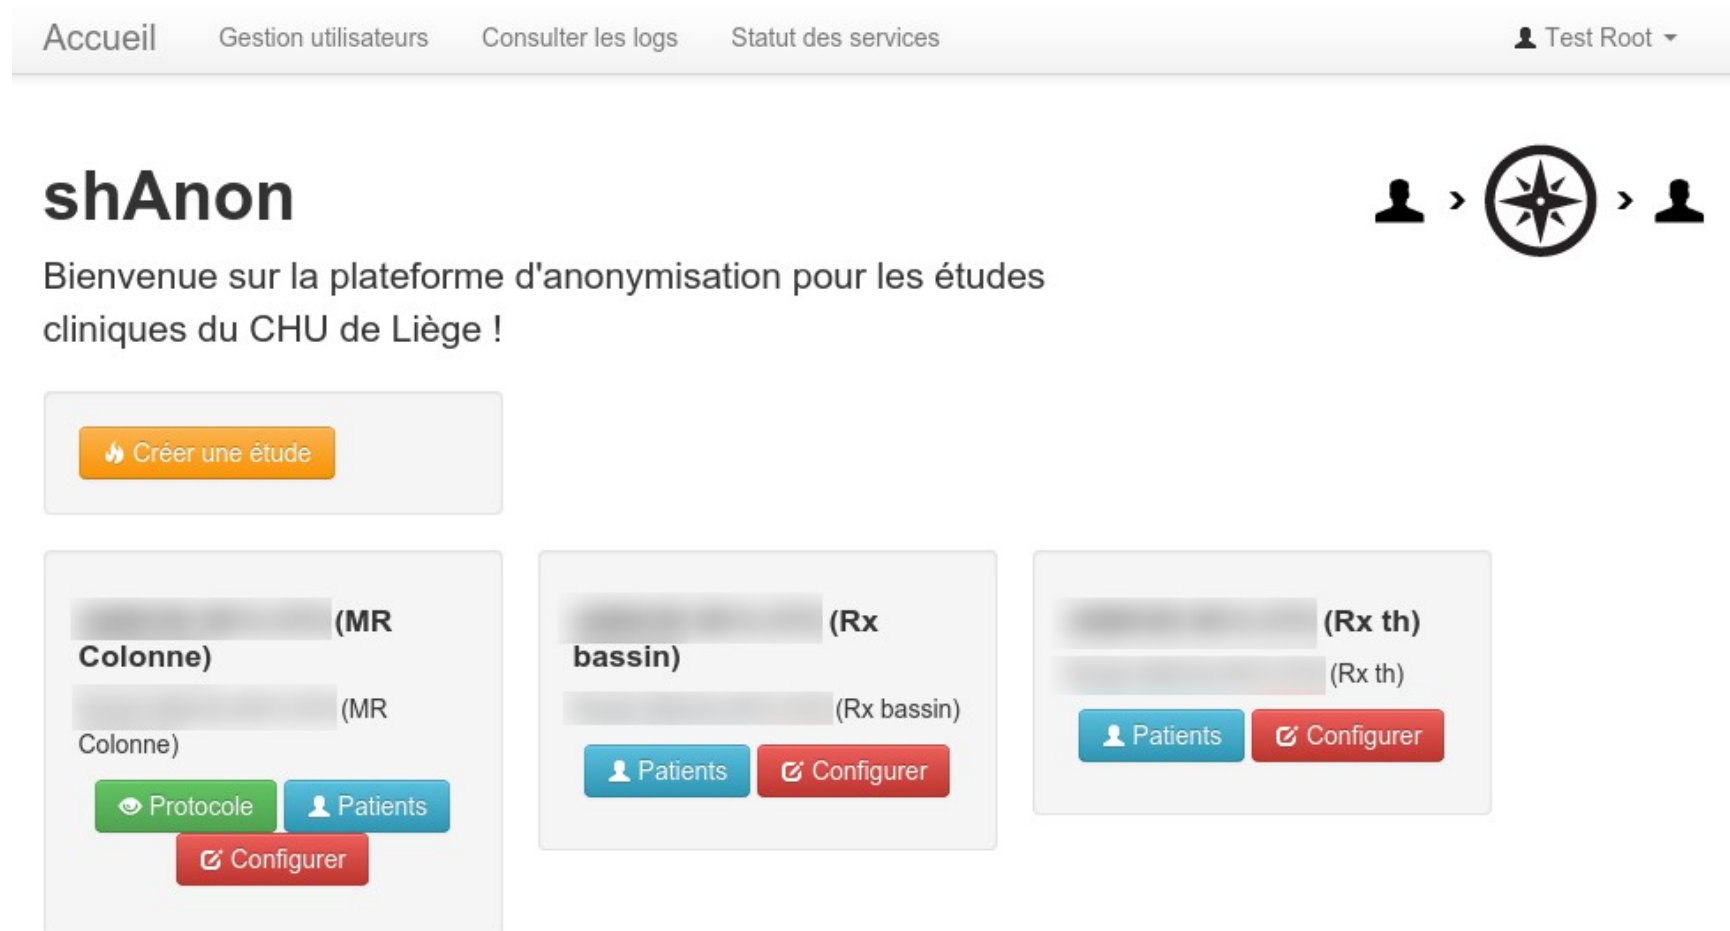 Accueil Gestion utilisateurs Consulter les logs Statut des services Test Root
shAnon
Bienvenue sur la plateforme d'anonymisation pour les études
cliniques du CHU de Liège !
Créer une étude
(MR
Colonne)
(MR
Colonne)
Protocole Patients
Configurer
(Rx
bassin)
(Rx bassin)
Patients Configurer
(Rx th)
(Rx th)
Patients Configurer